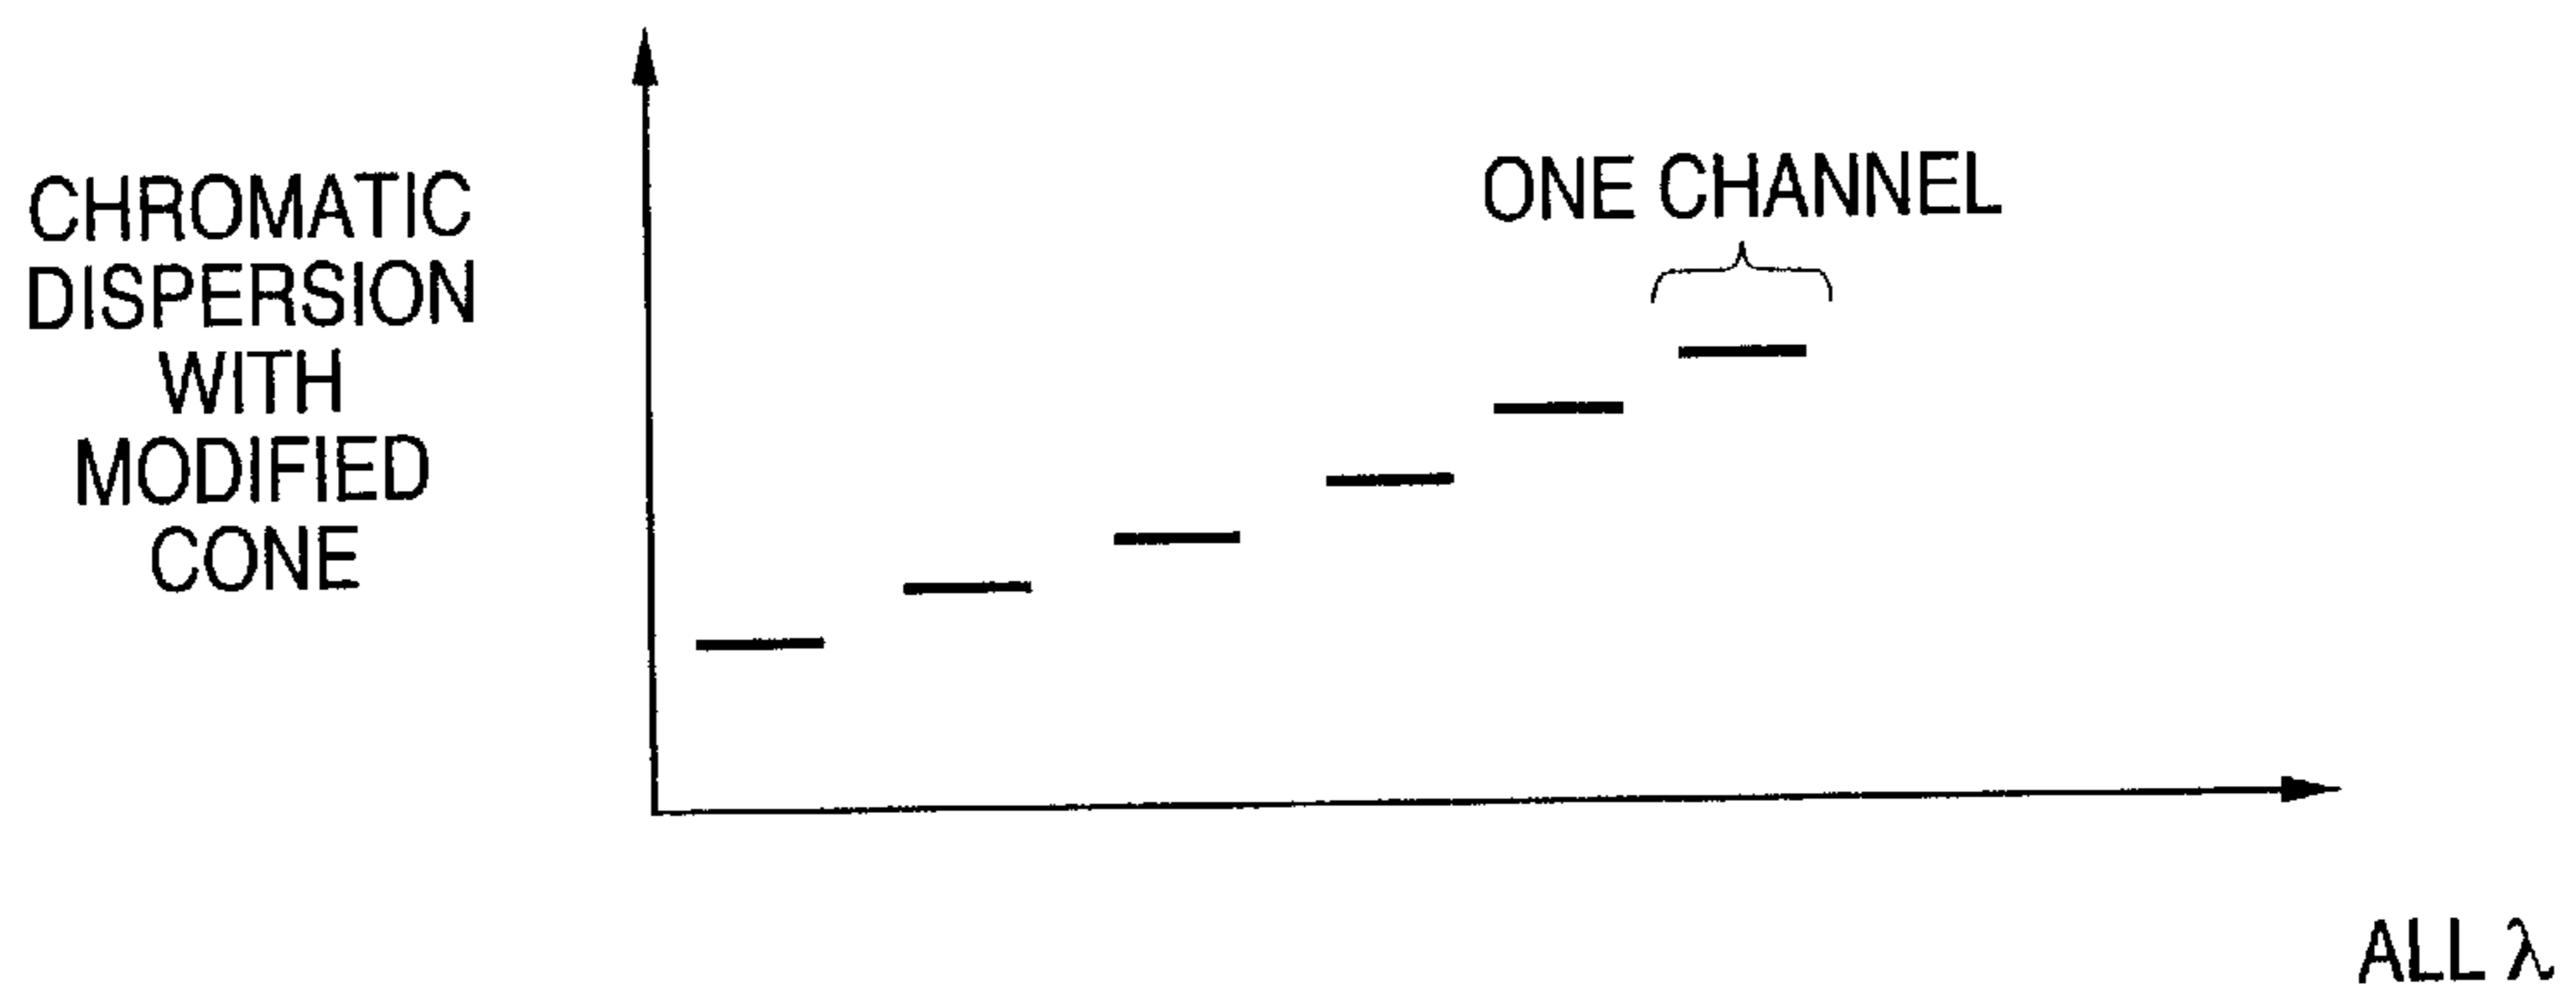 CHROMATIC
DISPERSION
WITH
MODIFIED
CONE
ONE CHANNEL
ALL λ